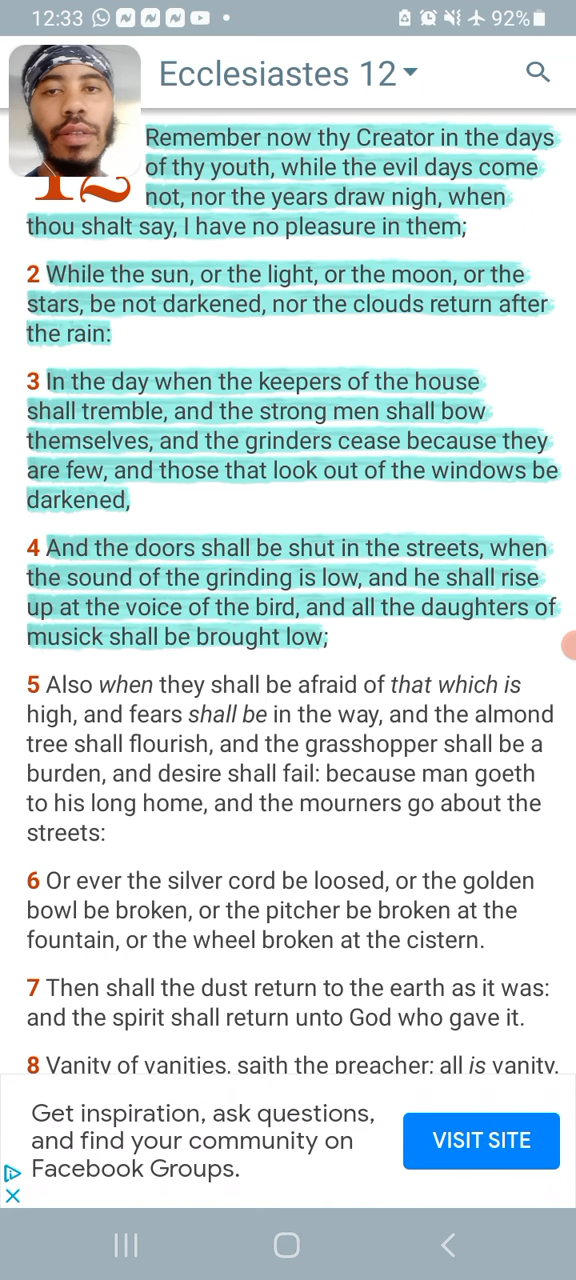 12:33
92%
Ecclesiastes 12
12 Remember now thy Creator in the days
of thy youth, while the evil days come
not, nor the years draw nigh, when
thou shalt say, I have no pleasure in them;
2 While the sun, or the light, or the moon, or the
stars, be not darkened, nor the clouds return after
the rain:
3 In the day when the keepers of the house
shall tremble, and the strong men shall bow
themselves, and the grinders cease because they
are few, and those that look out of the windows be
darkened,
4 And the doors shall be shut in the streets, when
the sound of the grinding is low, and he shall rise
up at the voice of the bird, and all the daughters of
musick shall be brought low;
5 Also when they shall be afraid of that which is
high, and fears shall be in the way, and the almond
tree shall flourish, and the grasshopper shall be a
burden, and desire shall fail: because man goeth
to his long home, and the mourners go about the
streets:
6 Or ever the silver cord be loosed, or the golden
bowl be broken, or the pitcher be broken at the
fountain, or the wheel broken at the cistern.
7 Then shall the dust return to the earth as it was:
and the spirit shall return unto God who gave it.
8 Vanity of vanities, saith the preacher; all is vanity.
Get inspiration, ask questions,
and find your community on
Facebook Groups.
VISIT SITE